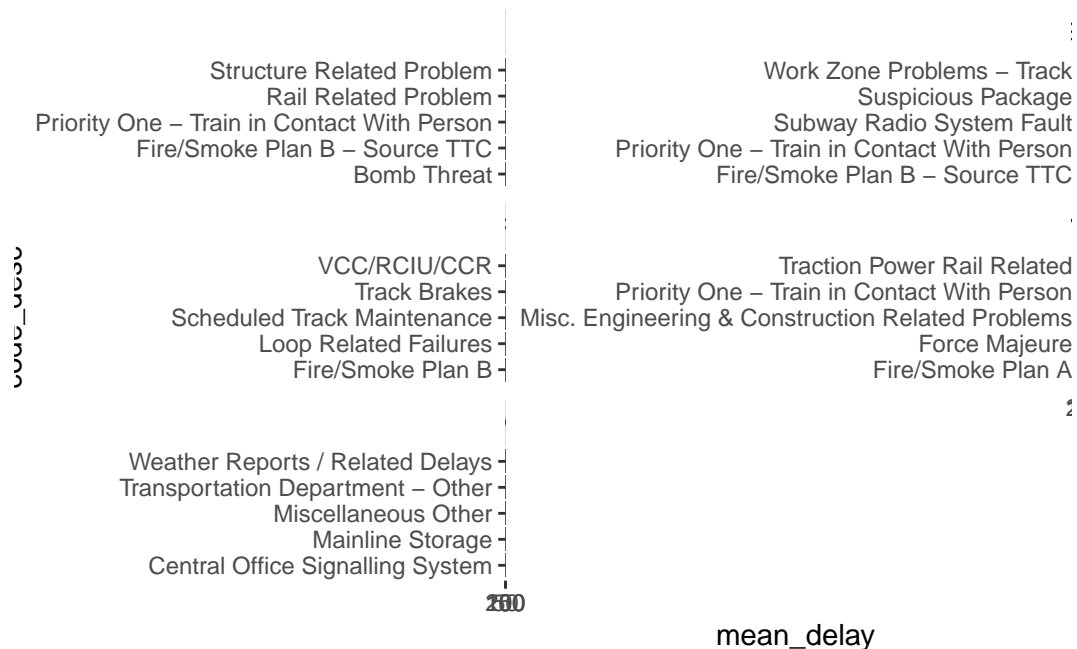 Structure Related Problem
Rail Related Problem
Priority One – Train in Contact With Person
Fire/Smoke Plan B – Source TTC
Bomb Threat
Work Zone Problems – Track
Suspicious Package
Subway Radio System Fault
Priority One – Train in Contact With Person
Fire/Smoke Plan B – Source TTC
code_desc
VCC/RCIU/CCR
Track Brakes
Scheduled Track Maintenance
Loop Related Failures
Fire/Smoke Plan B
Traction Power Rail Related
Priority One – Train in Contact With Person
Misc. Engineering & Construction Related Problems
Force Majeure
Fire/Smoke Plan A
Weather Reports / Related Delays
Transportation Department – Other
Miscellaneous Other
Mainline Storage
Central Office Signalling System
mean_delay